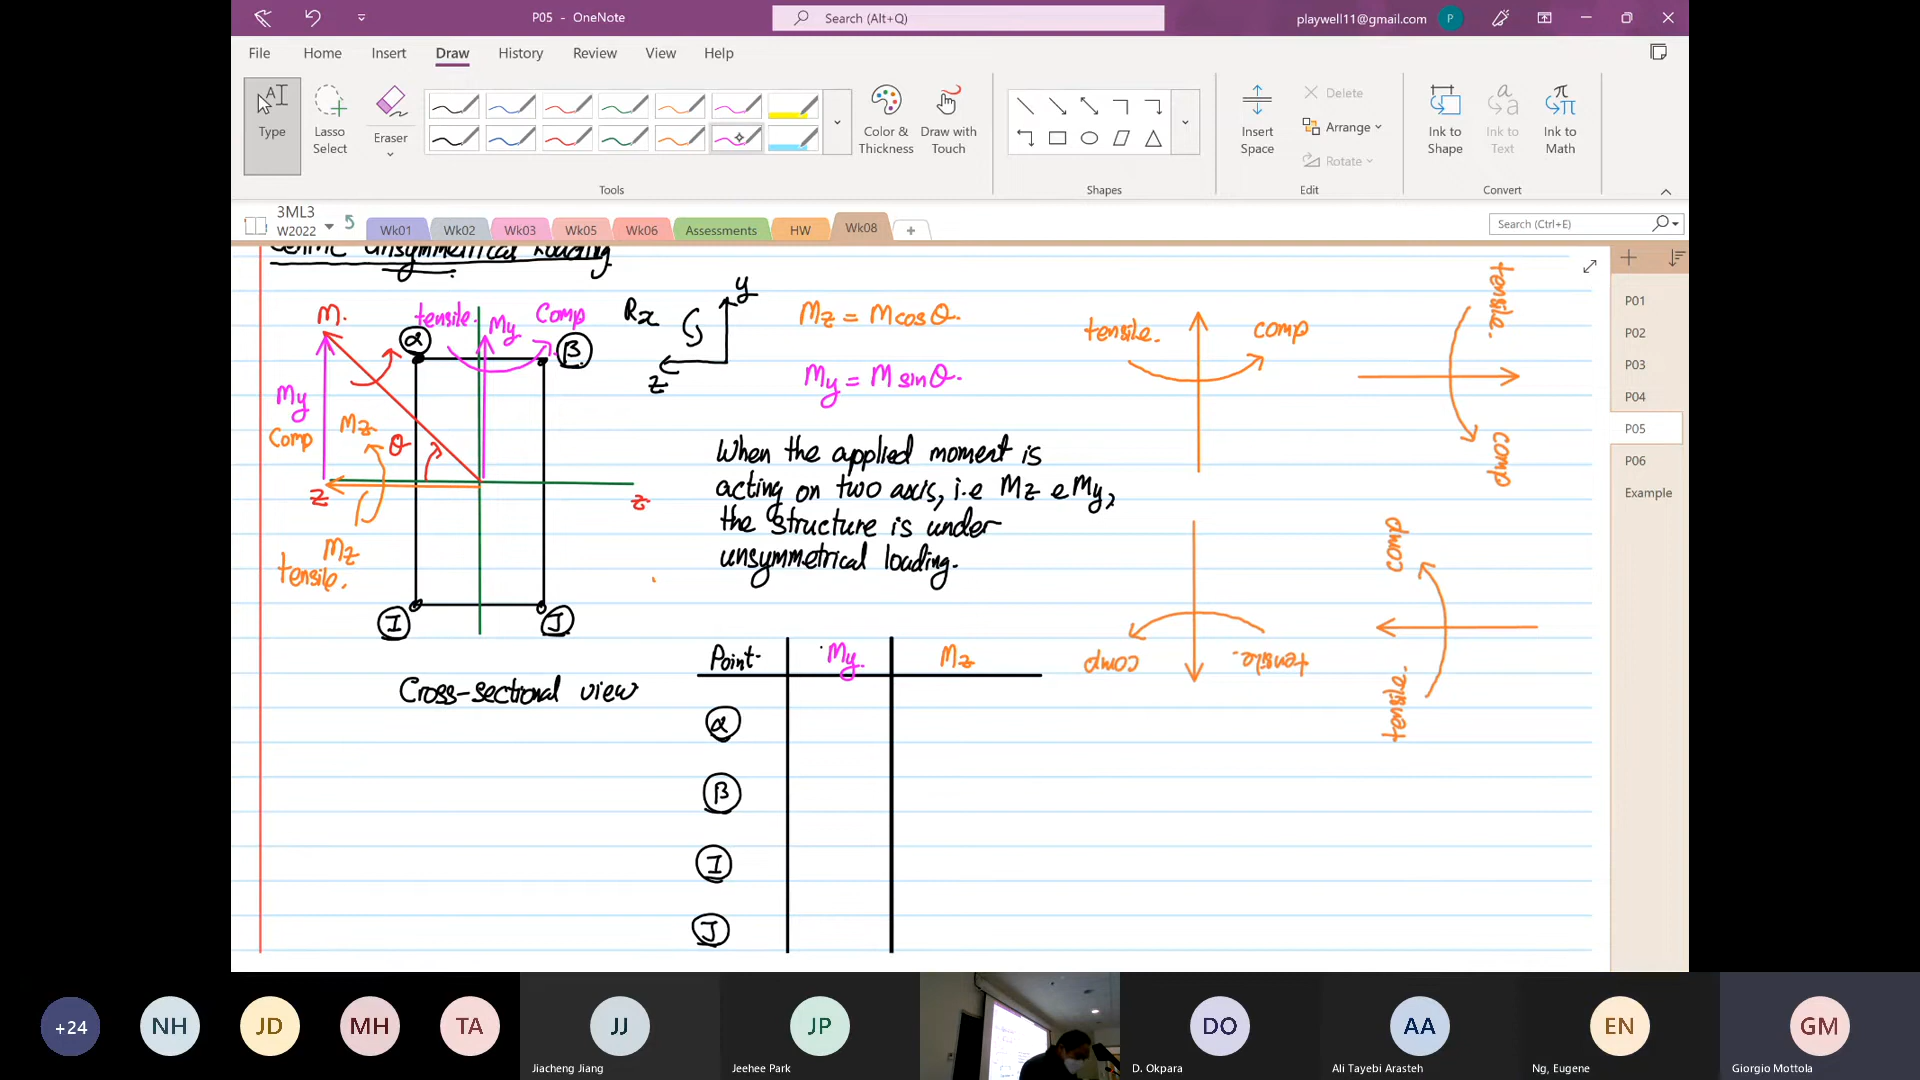 P05 - OneNote
Search (Alt+Q)
playwell11@gmail.com
P
File
Home
Insert
Draw
History
Review
View
Help
Type
Lasso Select
Eraser
Color & Thickness
Draw with Touch
Insert Space
Delete
Arrange
Rotate
Ink to Shape
Ink to Text
Ink to Math
Tools
Shapes
Edit
Convert
3ML3
W2022
Wk01
Wk02
Wk03
Wk05
Wk06
Assessments
HW
Wk08
Search (Ctrl+E)
unsymmetrical loading
M.
tensile.
My
Comp
α
β
Rx
y
z
Mz = M cos θ.
My = M sin θ.
My
Comp
Mz
θ
z
z
Mz
tensile.
I
J
Cross-sectional view
When the applied moment is
acting on two axis, i.e Mz e My,
the structure is under
unsymmetrical loading.
tensile.
comp
tensile.
comp
comp
tensile.
comp
tensile.
Point
My.
Mz
α
β
I
J
P01
P02
P03
P04
P05
P06
Example
+24
NH
JD
MH
TA
JJ
Jiacheng Jiang
JP
Jeehee Park
DO
D. Okpara
AA
Ali Tayebi Arasteh
EN
Ng, Eugene
GM
Giorgio Mottola